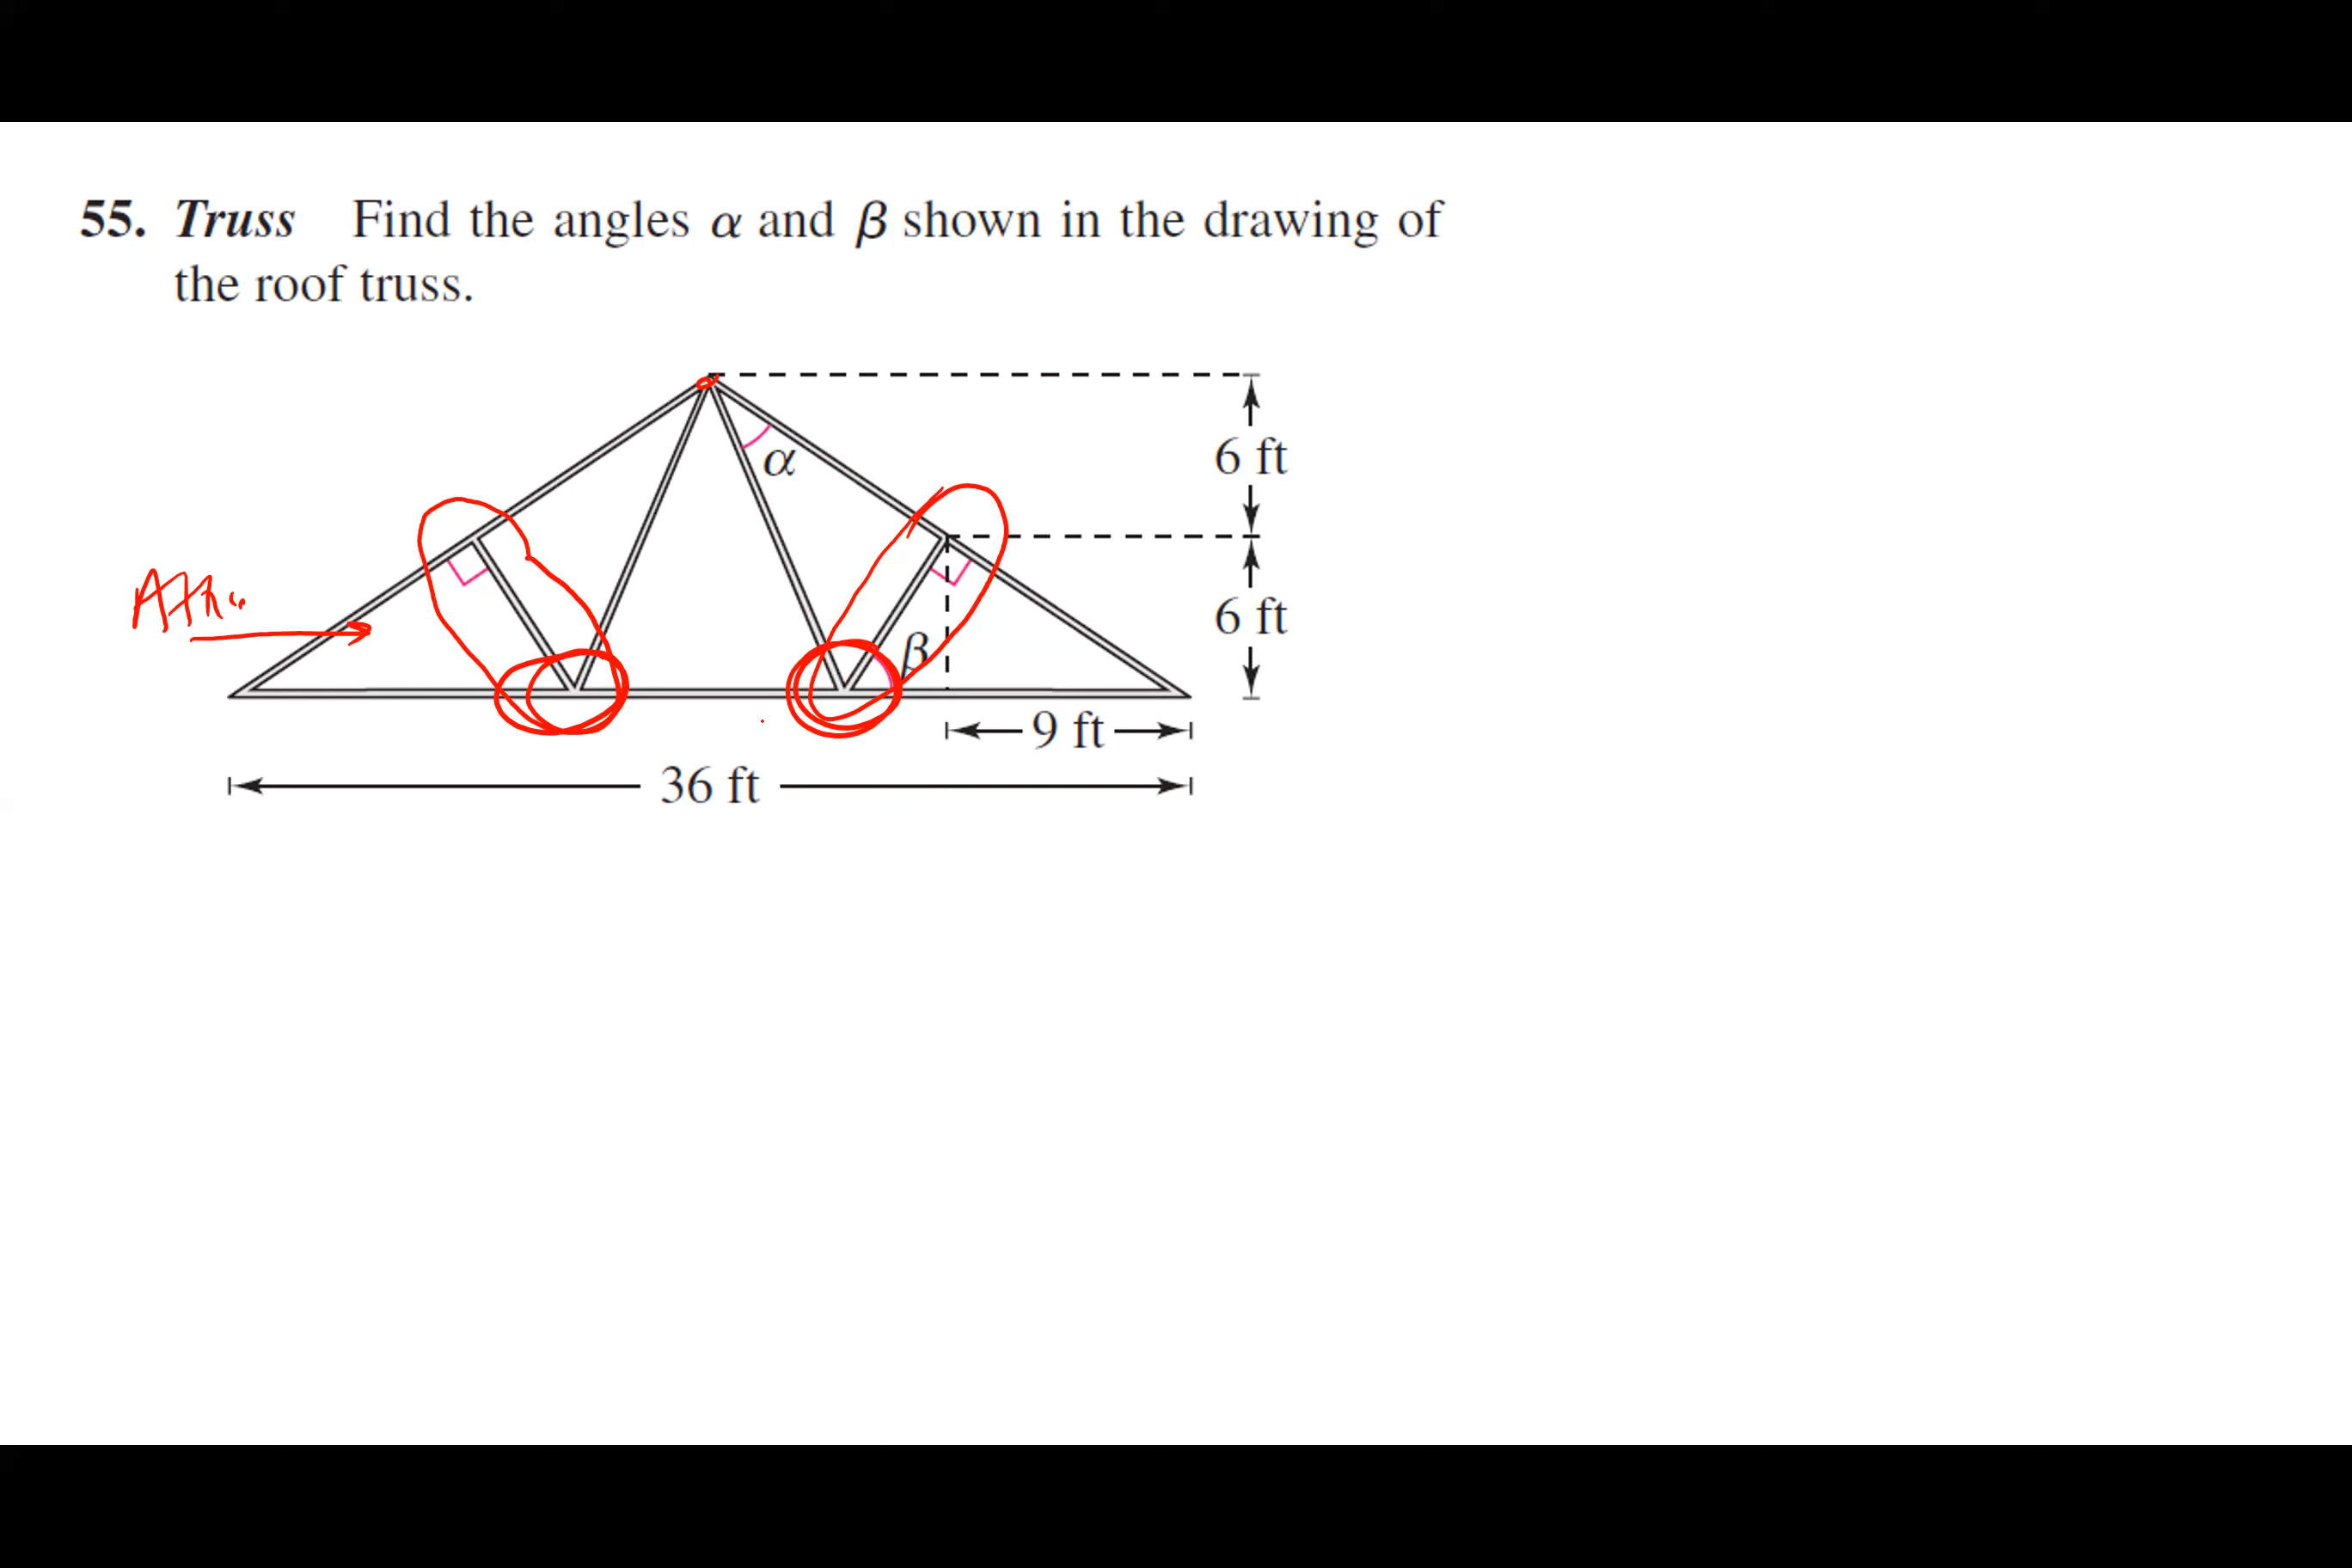 55. Truss Find the angles α and β shown in the drawing of
the roof truss.
6 ft
α
6 ft
β
9 ft
36 ft